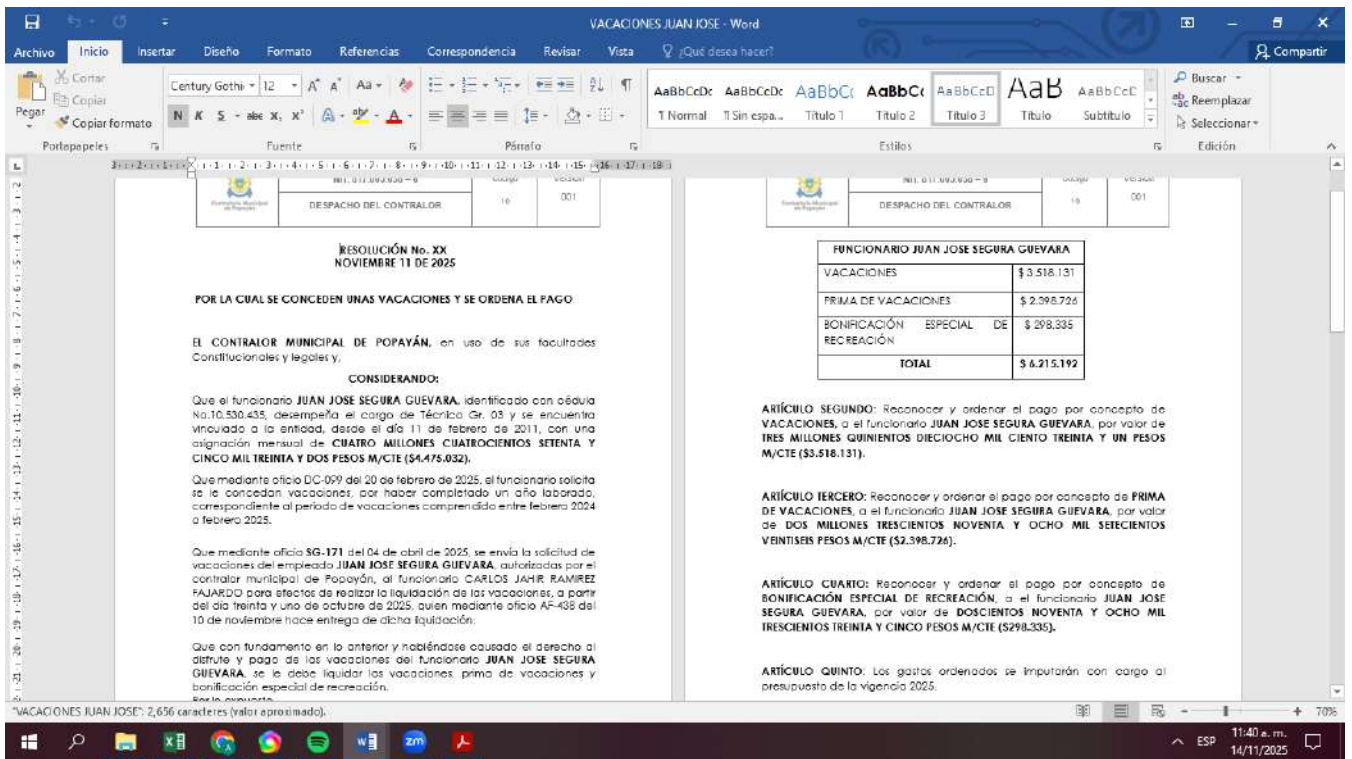 VACACIONES JUAN JOSE - Word
Archivo Inicio Insertar Diseño Formato Referencias Correspondencia Revisar Vista ¿Qué desea hacer? Compartir
Pegar
Cortar
Copiar
Copiar formato
Portapapeles
Century Gothi 12
N K S abc X₂ X²
Fuente
Párrafo
AaBbCcDc AaBbCcDc AaBbC( AaBbC( AaBbCcD AaB AaBbCcC
¶ Normal ¶ Sin espa... Título 1 Título 2 Título 3 Título Subtítulo
Estilos
Buscar
Reemplazar
Seleccionar
Edición
DESPACHO DEL CONTRALOR
10
001
RESOLUCIÓN No. XX
NOVIEMBRE 11 DE 2025
POR LA CUAL SE CONCEDEN UNAS VACACIONES Y SE ORDENA EL PAGO
EL CONTRALOR MUNICIPAL DE POPAYÁN, en uso de sus facultades
Constitucionales y legales y,
CONSIDERANDO:
Que el funcionario JUAN JOSE SEGURA GUEVARA, identificado con cédula
No.10.530.435, desempeña el cargo de Técnico Gr. 03 y se encuentra
vinculado a la entidad, desde el día 11 de febrero de 2011, con una
asignación mensual de CUATRO MILLONES CUATROCIENTOS SETENTA Y
CINCO MIL TREINTA Y DOS PESOS M/CTE ($4.475.032).
Que mediante oficio DC-099 del 20 de febrero de 2025, el funcionario solicita
se le concedan vacaciones, por haber completado un año laborado,
correspondiente al periodo de vacaciones comprendido entre febrero 2024
a febrero 2025.
Que mediante oficio SG-171 del 04 de abril de 2025, se envía la solicitud de
vacaciones del empleado JUAN JOSE SEGURA GUEVARA, autorizadas por el
contralor municipal de Popayán, al funcionario CARLOS JAHIR RAMIREZ
FAJARDO para efectos de realizar la liquidación de las vacaciones, a partir
del día treinta y uno de octubre de 2025, quien mediante oficio AF-438 del
10 de noviembre hace entrega de dicha liquidación;
Que con fundamento en lo anterior y habiéndose causado el derecho al
disfrute y pago de las vacaciones del funcionario JUAN JOSE SEGURA
GUEVARA, se le debe liquidar las vacaciones, prima de vacaciones y
bonificación especial de recreación.
Por lo expuesto
DESPACHO DEL CONTRALOR
10
001
FUNCIONARIO JUAN JOSE SEGURA GUEVARA
VACACIONES $ 3.518.131
PRIMA DE VACACIONES $ 2.398.726
BONIFICACIÓN ESPECIAL DE $ 298.335
RECREACIÓN
TOTAL $ 6.215.192
ARTÍCULO SEGUNDO: Reconocer y ordenar el pago por concepto de
VACACIONES, a el funcionario JUAN JOSE SEGURA GUEVARA, por valor de
TRES MILLONES QUINIENTOS DIECIOCHO MIL CIENTO TREINTA Y UN PESOS
M/CTE ($3.518.131).
ARTÍCULO TERCERO: Reconocer y ordenar el pago por concepto de PRIMA
DE VACACIONES, a el funcionario JUAN JOSE SEGURA GUEVARA, por valor
de DOS MILLONES TRESCIENTOS NOVENTA Y OCHO MIL SETECIENTOS
VEINTISEIS PESOS M/CTE ($2.398.726).
ARTÍCULO CUARTO: Reconocer y ordenar el pago por concepto de
BONIFICACIÓN ESPECIAL DE RECREACIÓN, a el funcionario JUAN JOSE
SEGURA GUEVARA, por valor de DOSCIENTOS NOVENTA Y OCHO MIL
TRESCIENTOS TREINTA Y CINCO PESOS M/CTE ($298.335).
ARTÍCULO QUINTO: Los gastos ordenados se imputarán con cargo al
presupuesto de la vigencia 2025.
"VACACIONES JUAN JOSE": 2,656 caracteres (valor aproximado).
70%
ESP
11:40 a. m.
14/11/2025